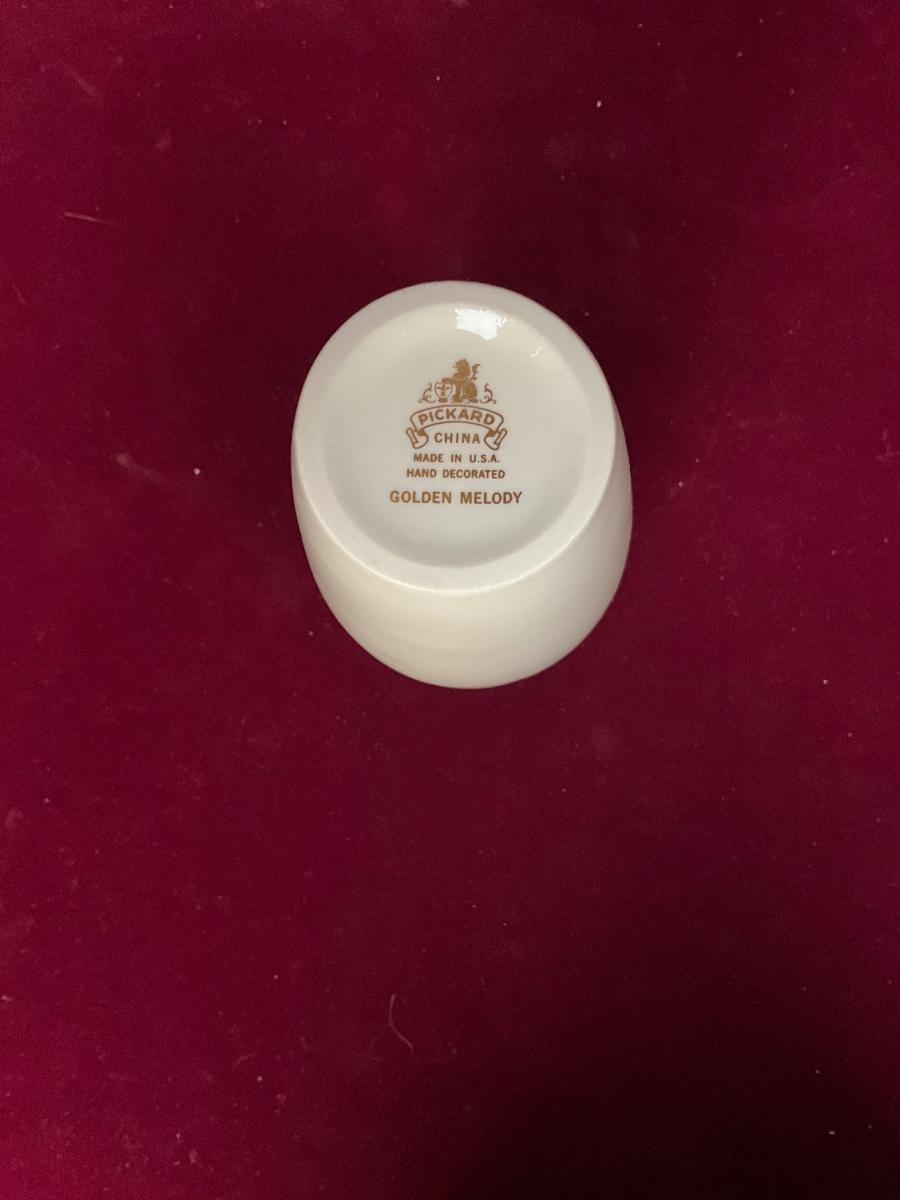 PICKARD
CHINA
MADE IN U.S.A.
HAND DECORATED
GOLDEN MELODY